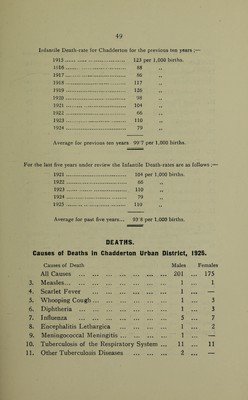 49
Infantile Death-rate for Chadderton for the previous ten years :—
1915 ........................ 123 per 1,000 births.
1916 ........................ 88 ,,
1917 ........................ 86 ,,
1918 ........................ 117 ,,
1919 ........................ 126 ,,
1920 ........................ 98 ,,
1921 ........................ 104 ,,
1922 ........................ 66 ,,
1923 ........................ 110 ,,
1924 ........................ 79 ,,
Average for previous ten years 99·7 per 1,000 births.
For the last five years under review the Infantile Death-rates are as follows :—
1921 ........................ 104 per 1,000 births.
1922 ........................ 66 ,,
1923 ........................ 110 ,,
1924 ........................ 79 ,,
1925 ........................ 110 ,,
Average for past five years... 93·8 per 1,000 births.
DEATHS.
Causes of Deaths in Chadderton Urban District, 1925.
Causes of Death Males Females
All Causes ... ... ... ... ... ... 201 ... 175
3. Measles... ... ... ... ... ... ... 1 ... 1
4. Scarlet Fever ... ... ... ... ... 1 ... —
5. Whooping Cough ... ... ... ... ... 1 ... 3
6. Diphtheria ... ... ... ... ... ... 1 ... 3
7. Influenza ... ... ... ... ... ... 5 ... 7
8. Encephalitis Lethargica ... ... ... 1 ... 2
9. Meningococcal Meningitis ... ... ... 1 ... —
10. Tuberculosis of the Respiratory System ... 11 ... 11
11. Other Tuberculous Diseases ... ... 2 ... —